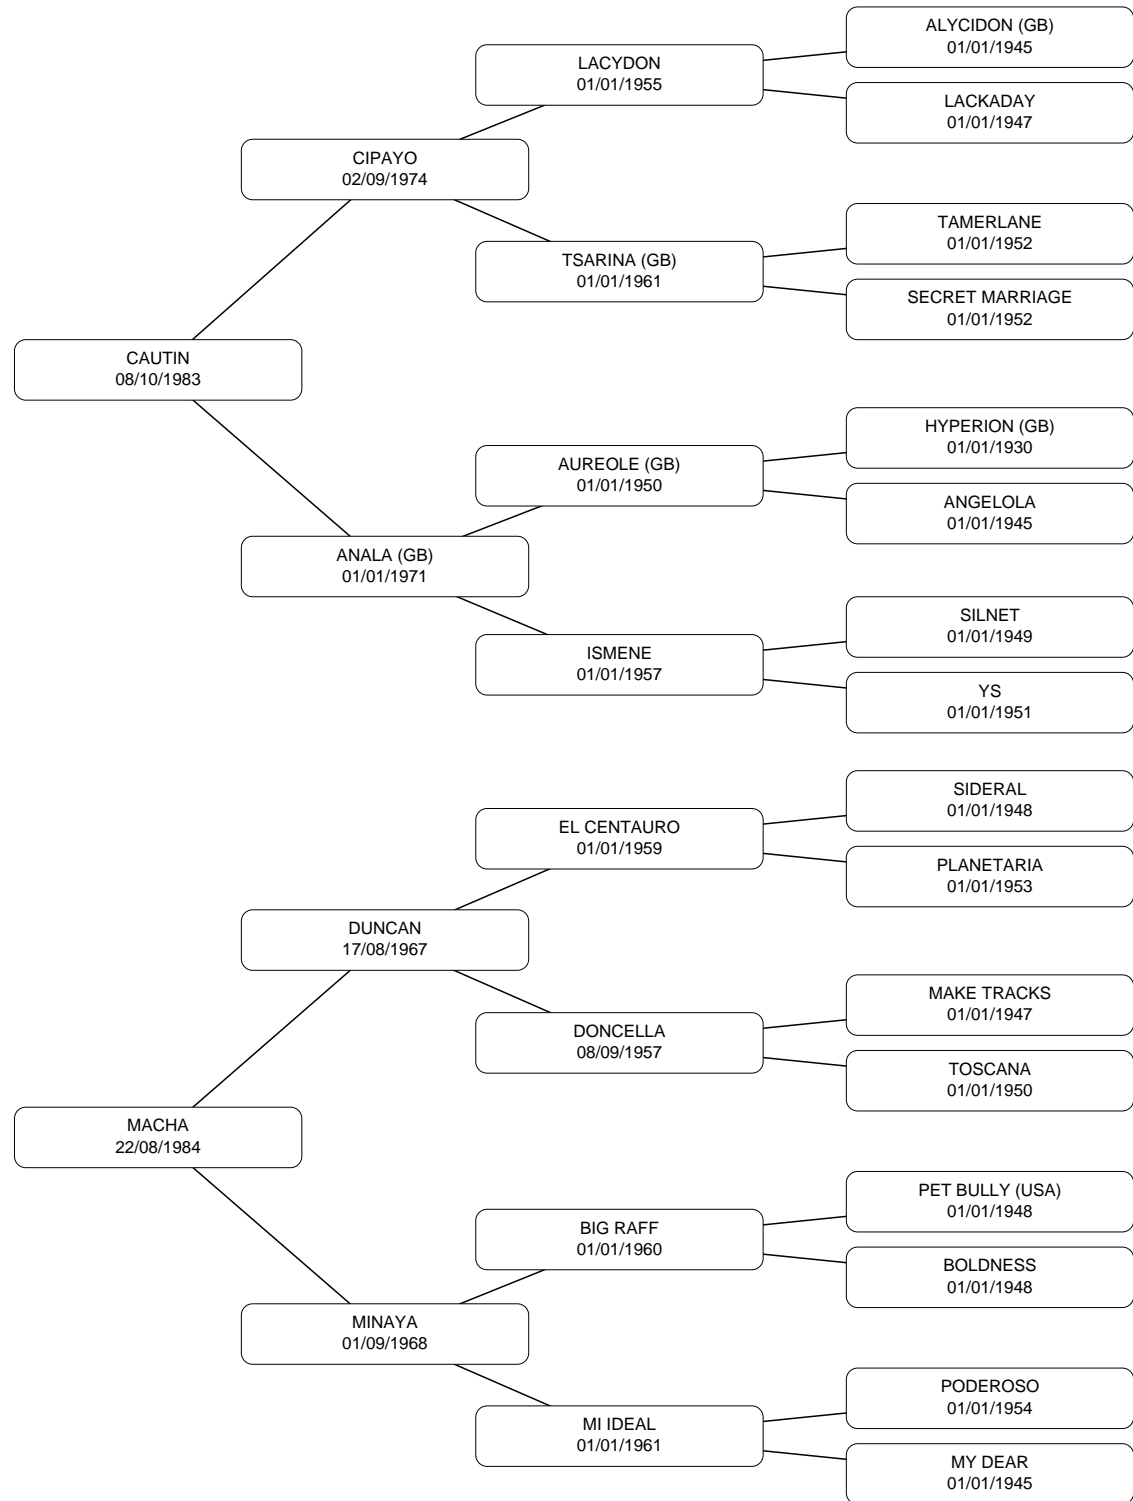 ALYCIDON (GB)
01/01/1945
LACYDON
01/01/1955
LACKADAY
01/01/1947
CIPAYO
02/09/1974
TAMERLANE
01/01/1952
TSARINA (GB)
01/01/1961
SECRET MARRIAGE
01/01/1952
CAUTIN
08/10/1983
HYPERION (GB)
01/01/1930
AUREOLE (GB)
01/01/1950
ANGELOLA
01/01/1945
ANALA (GB)
01/01/1971
SILNET
01/01/1949
ISMENE
01/01/1957
YS
01/01/1951
SIDERAL
01/01/1948
EL CENTAURO
01/01/1959
PLANETARIA
01/01/1953
DUNCAN
17/08/1967
MAKE TRACKS
01/01/1947
DONCELLA
08/09/1957
TOSCANA
01/01/1950
MACHA
22/08/1984
PET BULLY (USA)
01/01/1948
BIG RAFF
01/01/1960
BOLDNESS
01/01/1948
MINAYA
01/09/1968
PODEROSO
01/01/1954
MI IDEAL
01/01/1961
MY DEAR
01/01/1945